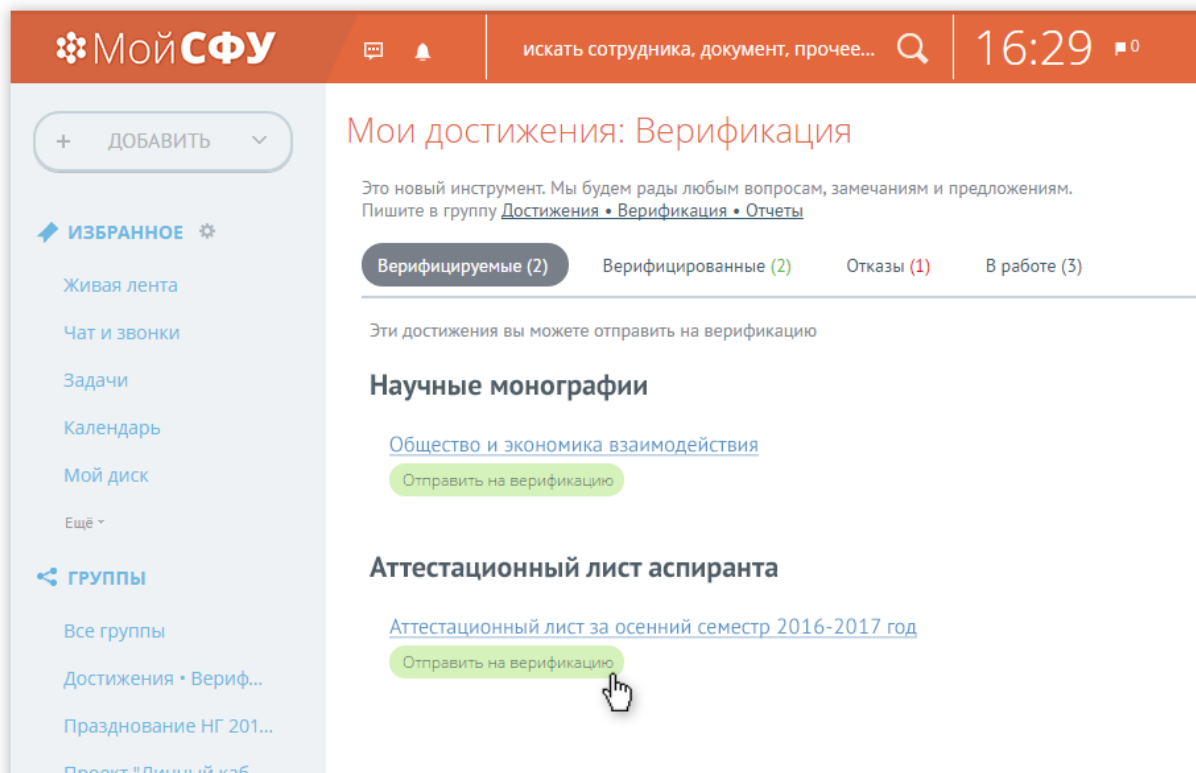 МойСФУ
искать сотрудника, документ, прочее...
16:29
0
+ ДОБАВИТЬ
ИЗБРАННОЕ
Живая лента
Чат и звонки
Задачи
Календарь
Мой диск
Ещё
ГРУППЫ
Все группы
Достижения • Вериф...
Празднование НГ 201...
Проект "Личный каб...
Мои достижения: Верификация
Это новый инструмент. Мы будем рады любым вопросам, замечаниям и предложениям.
Пишите в группу Достижения • Верификация • Отчеты
Верифицируемые (2) Верифицированные (2) Отказы (1) В работе (3)
Эти достижения вы можете отправить на верификацию
Научные монографии
Общество и экономика взаимодействия
Отправить на верификацию
Аттестационный лист аспиранта
Аттестационный лист за осенний семестр 2016-2017 год
Отправить на верификацию